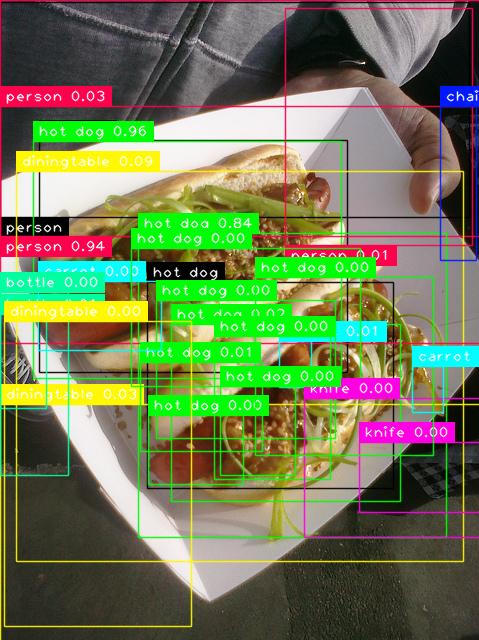 person 0.03
chai
hot dog 0.96
diningtable 0.09
hot dog 0.84
person
hot dog 0.00
person 0.94
person 0.01
hot dog 0.00
carrot 0.00
hot dog
bottle 0.00
hot dog 0.00
diningtable 0.00
hot dog 0.02
hot dog 0.00
0.01
hot dog 0.01
carrot
hot dog 0.00
knife 0.00
diningtable 0.03
hot dog 0.00
knife 0.00